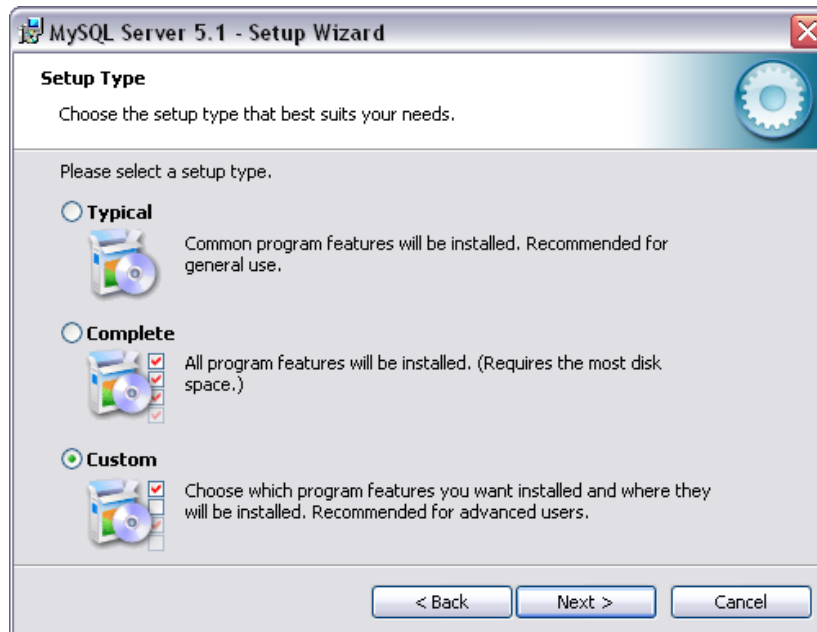 MySQL Server 5.1 - Setup Wizard
Setup Type
Choose the setup type that best suits your needs.
Please select a setup type.
Typical
Common program features will be installed. Recommended for
general use.
Complete
All program features will be installed. (Requires the most disk
space.)
Custom
Choose which program features you want installed and where they
will be installed. Recommended for advanced users.
< Back
Next >
Cancel